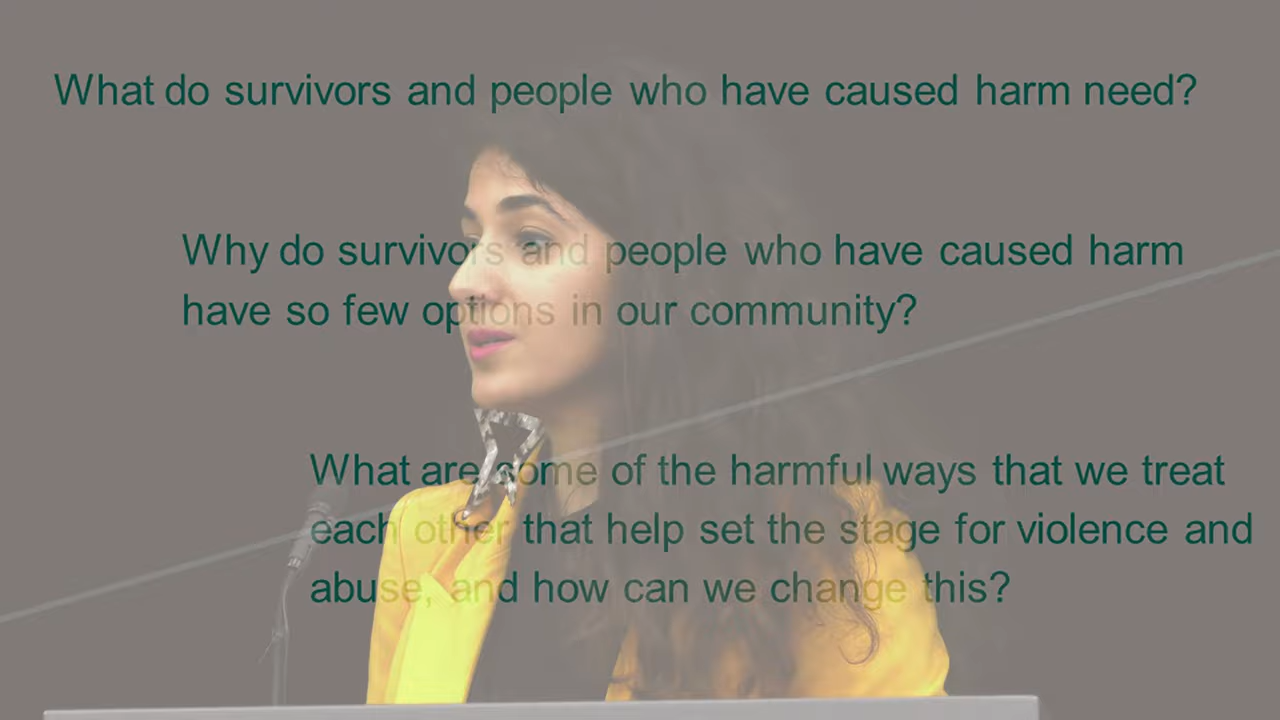 What do survivors and people who have caused harm need?
Why do survivors and people who have caused harm
have so few options in our community?
What are some of the harmful ways that we treat
each other that help set the stage for violence and
abuse, and how can we change this?